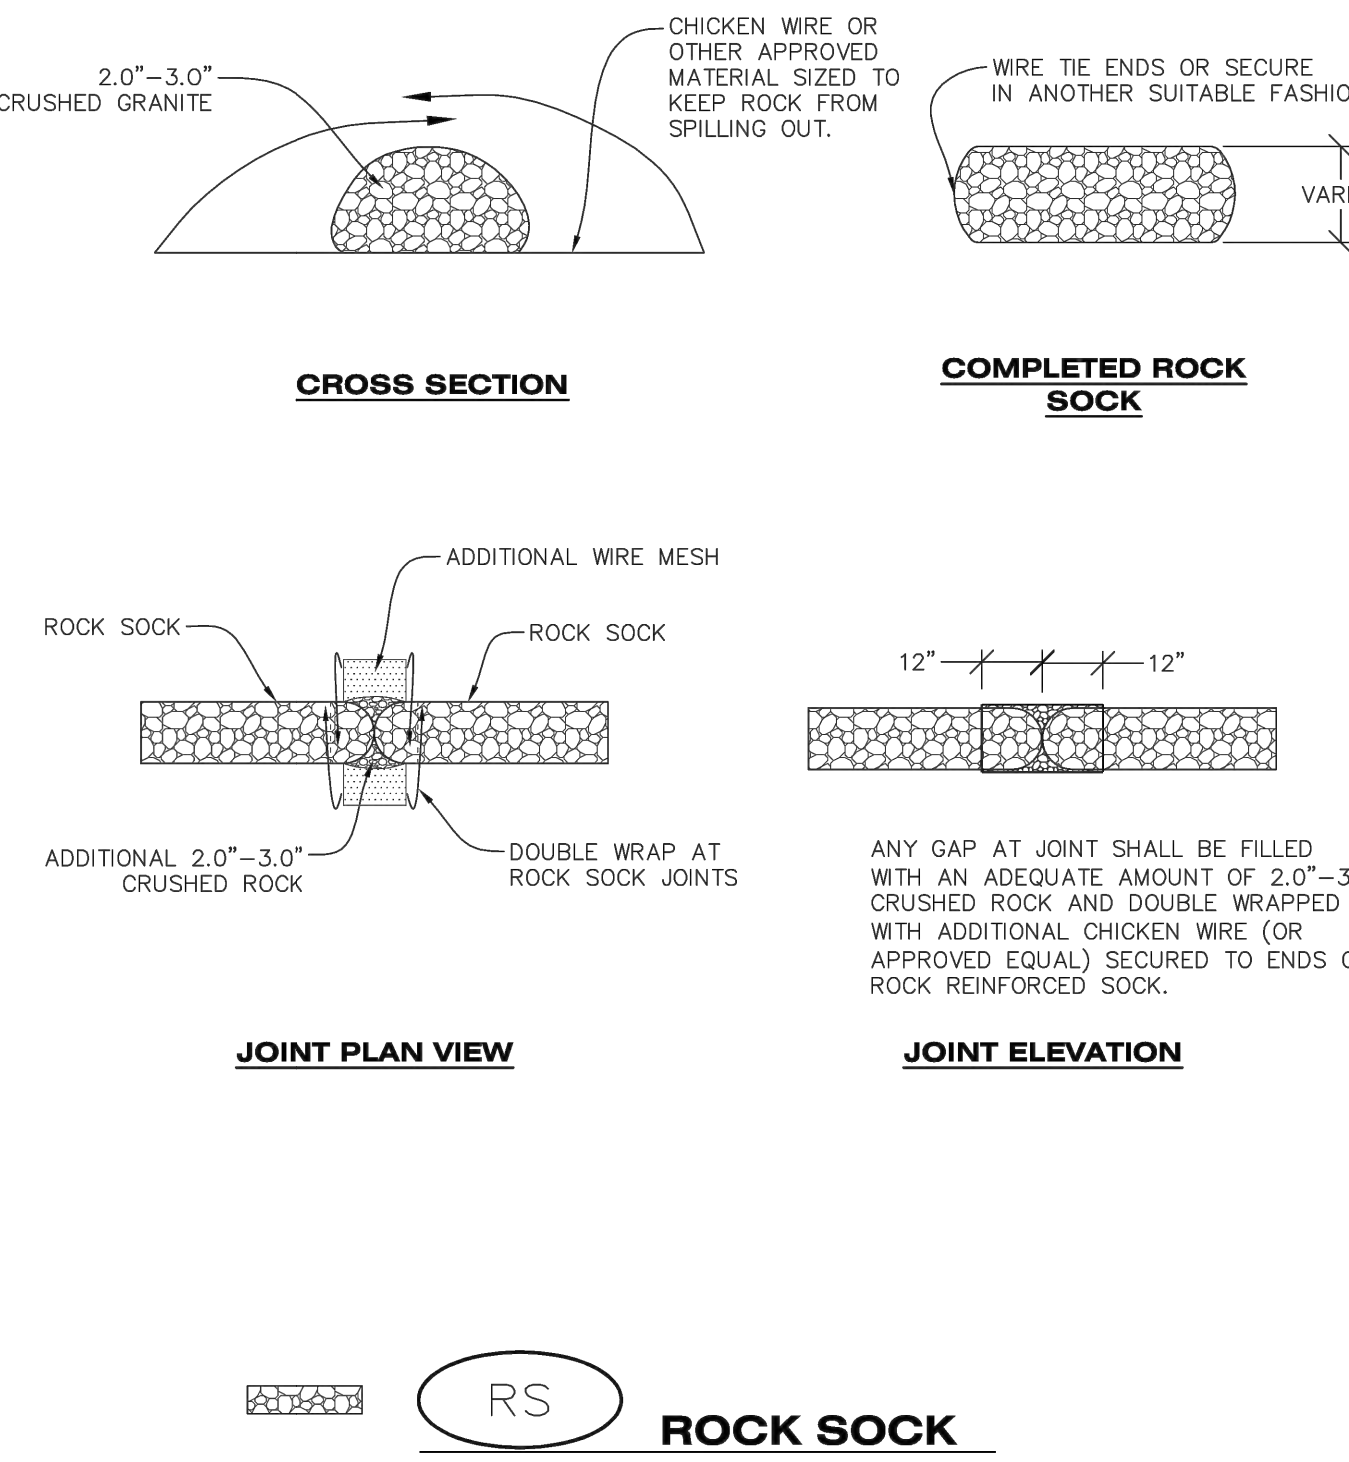 2.0"-3.0"
CRUSHED GRANITE
CHICKEN WIRE OR
OTHER APPROVED
MATERIAL SIZED TO
KEEP ROCK FROM
SPILLING OUT.
WIRE TIE ENDS OR SECURE
IN ANOTHER SUITABLE FASHIO
VARI
CROSS SECTION
COMPLETED ROCK
SOCK
ADDITIONAL WIRE MESH
ROCK SOCK
ROCK SOCK
12"
12"
ADDITIONAL 2.0"-3.0"
CRUSHED ROCK
DOUBLE WRAP AT
ROCK SOCK JOINTS
ANY GAP AT JOINT SHALL BE FILLED
WITH AN ADEQUATE AMOUNT OF 2.0"-3
CRUSHED ROCK AND DOUBLE WRAPPED
WITH ADDITIONAL CHICKEN WIRE (OR
APPROVED EQUAL) SECURED TO ENDS
ROCK REINFORCED SOCK.
JOINT PLAN VIEW
JOINT ELEVATION
RS
ROCK SOCK